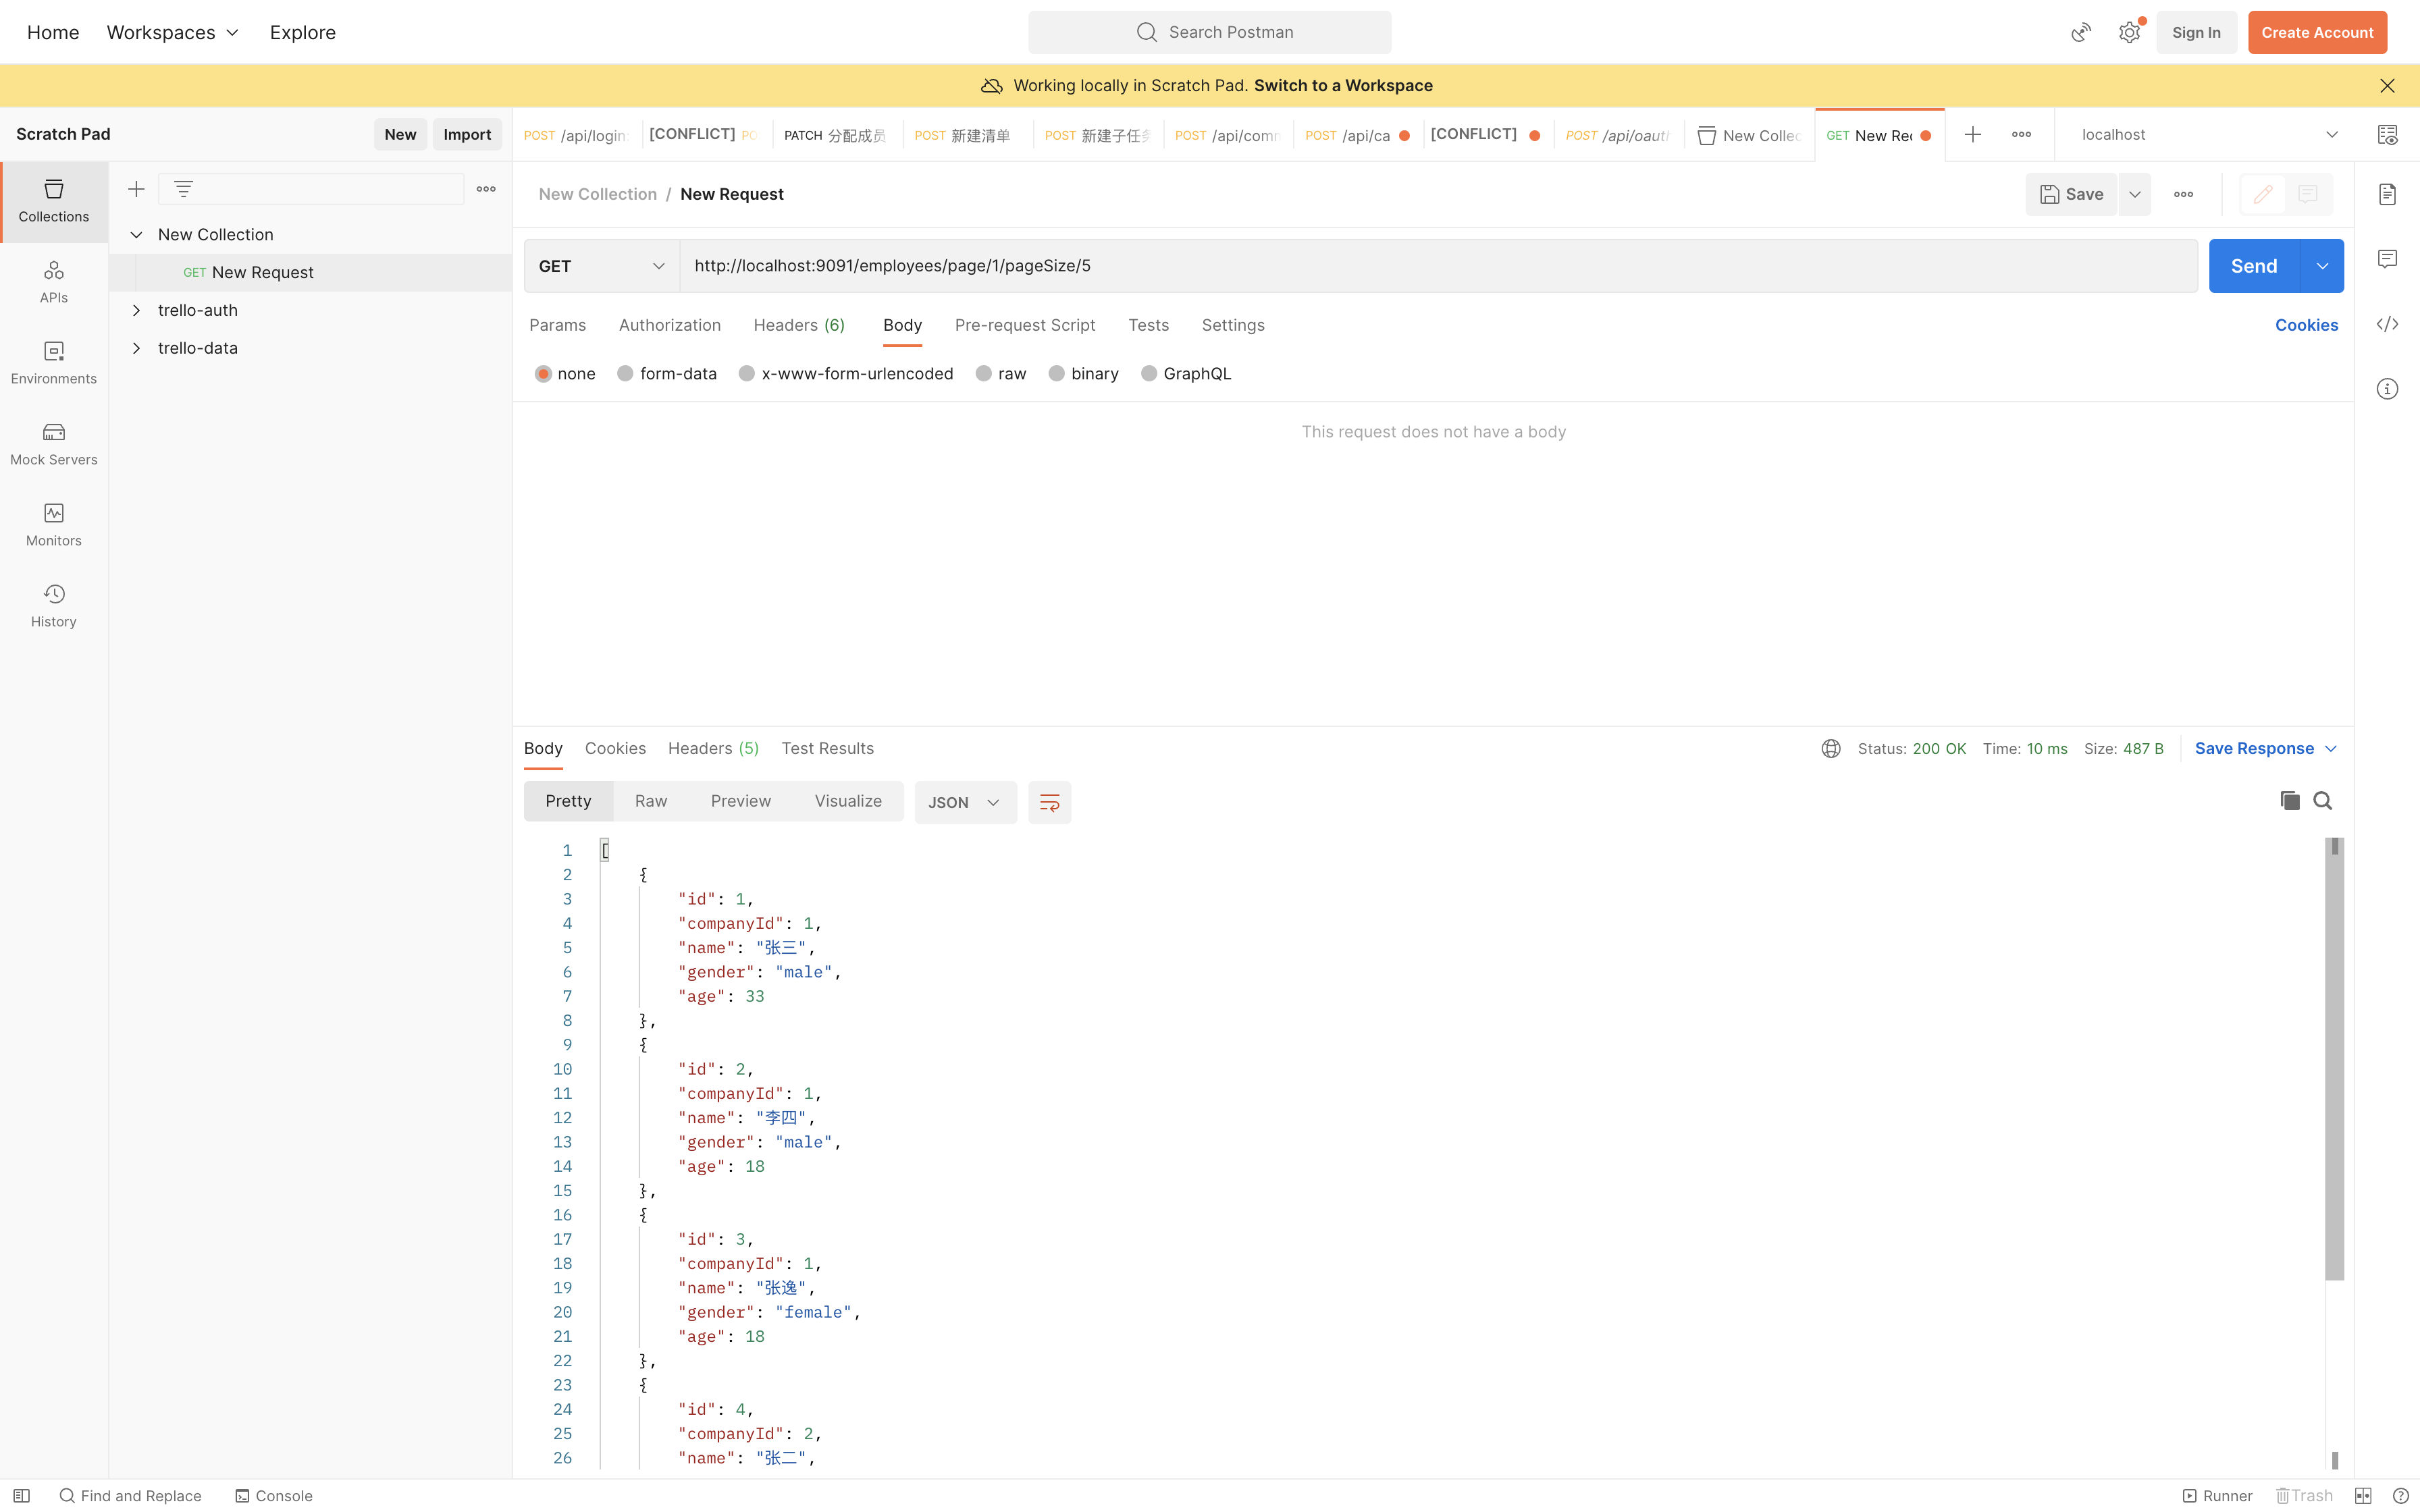 Home Workspaces Explore Search Postman Sign In Create Account
Working locally in Scratch Pad. Switch to a Workspace
Scratch Pad New Import
POST /api/login [CONFLICT] PO PATCH 分配成员 POST 新建清单 POST 新建子任务 POST /api/comm POST /api/ca [CONFLICT] POST /api/oaut New Collec GET New Rec localhost
Collections
APIs
Environments
Mock Servers
Monitors
History
New Collection
GET New Request
trello-auth
trello-data
New Collection / New Request Save
GET http://localhost:9091/employees/page/1/pageSize/5 Send
Params Authorization Headers (6) Body Pre-request Script Tests Settings Cookies
none form-data x-www-form-urlencoded raw binary GraphQL
This request does not have a body
Body Cookies Headers (5) Test Results Status: 200 OK Time: 10 ms Size: 487 B Save Response
Pretty Raw Preview Visualize JSON
1 [
2 {
3 "id": 1,
4 "companyId": 1,
5 "name": "张三",
6 "gender": "male",
7 "age": 33
8 },
9 {
10 "id": 2,
11 "companyId": 1,
12 "name": "李四",
13 "gender": "male",
14 "age": 18
15 },
16 {
17 "id": 3,
18 "companyId": 1,
19 "name": "张逸",
20 "gender": "female",
21 "age": 18
22 },
23 {
24 "id": 4,
25 "companyId": 2,
26 "name": "张二",
Find and Replace Console Runner Trash